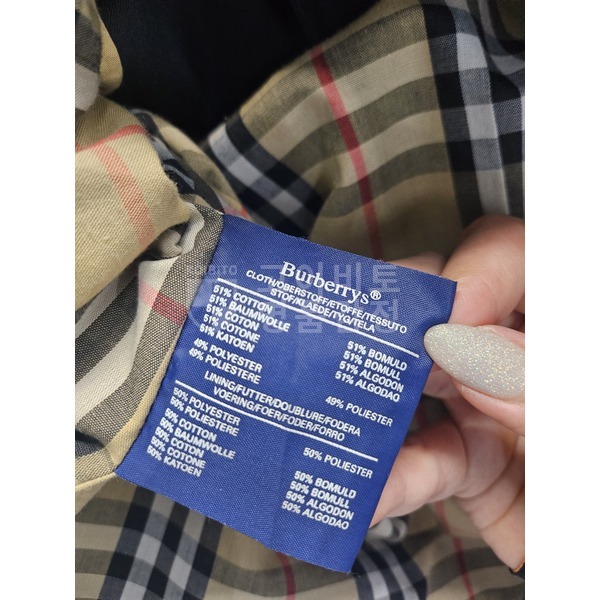 Burberrys®
CLOTH/OBERSTOFF/ETOFFE/TESSUTO
STOF/KLAEDE/TYG/TELA
51% COTTON
51% BAUMWOLLE
51% COTON
51% COTONE
51% KATOEN
51% BOMULD
51% BOMULL
51% ALGODON
51% ALGODAO
49% POLYESTER
49% POLIESTERE
49% POLIESTER
LINING/FUTTER/DOUBLURE/FODERA
VOERING/FOER/FODER/FORRO
50% POLYESTER
50% POLIESTERE
50% POLIESTER
50% COTTON
50% BAUMWOLLE
50% COTON
50% COTONE
50% KATOEN
50% BOMULD
50% BOMULL
50% ALGODON
50% ALGODAO